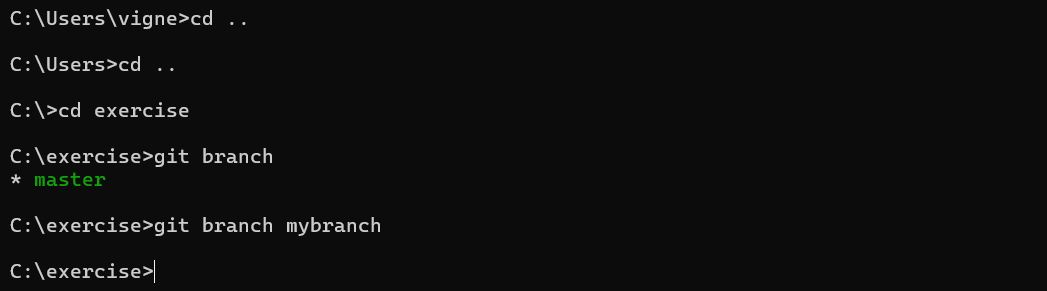 C:\Users\vigne>cd ..
C:\Users>cd ..
C:\>cd exercise
C:\exercise>git branch
* master
C:\exercise>git branch mybranch
C:\exercise>